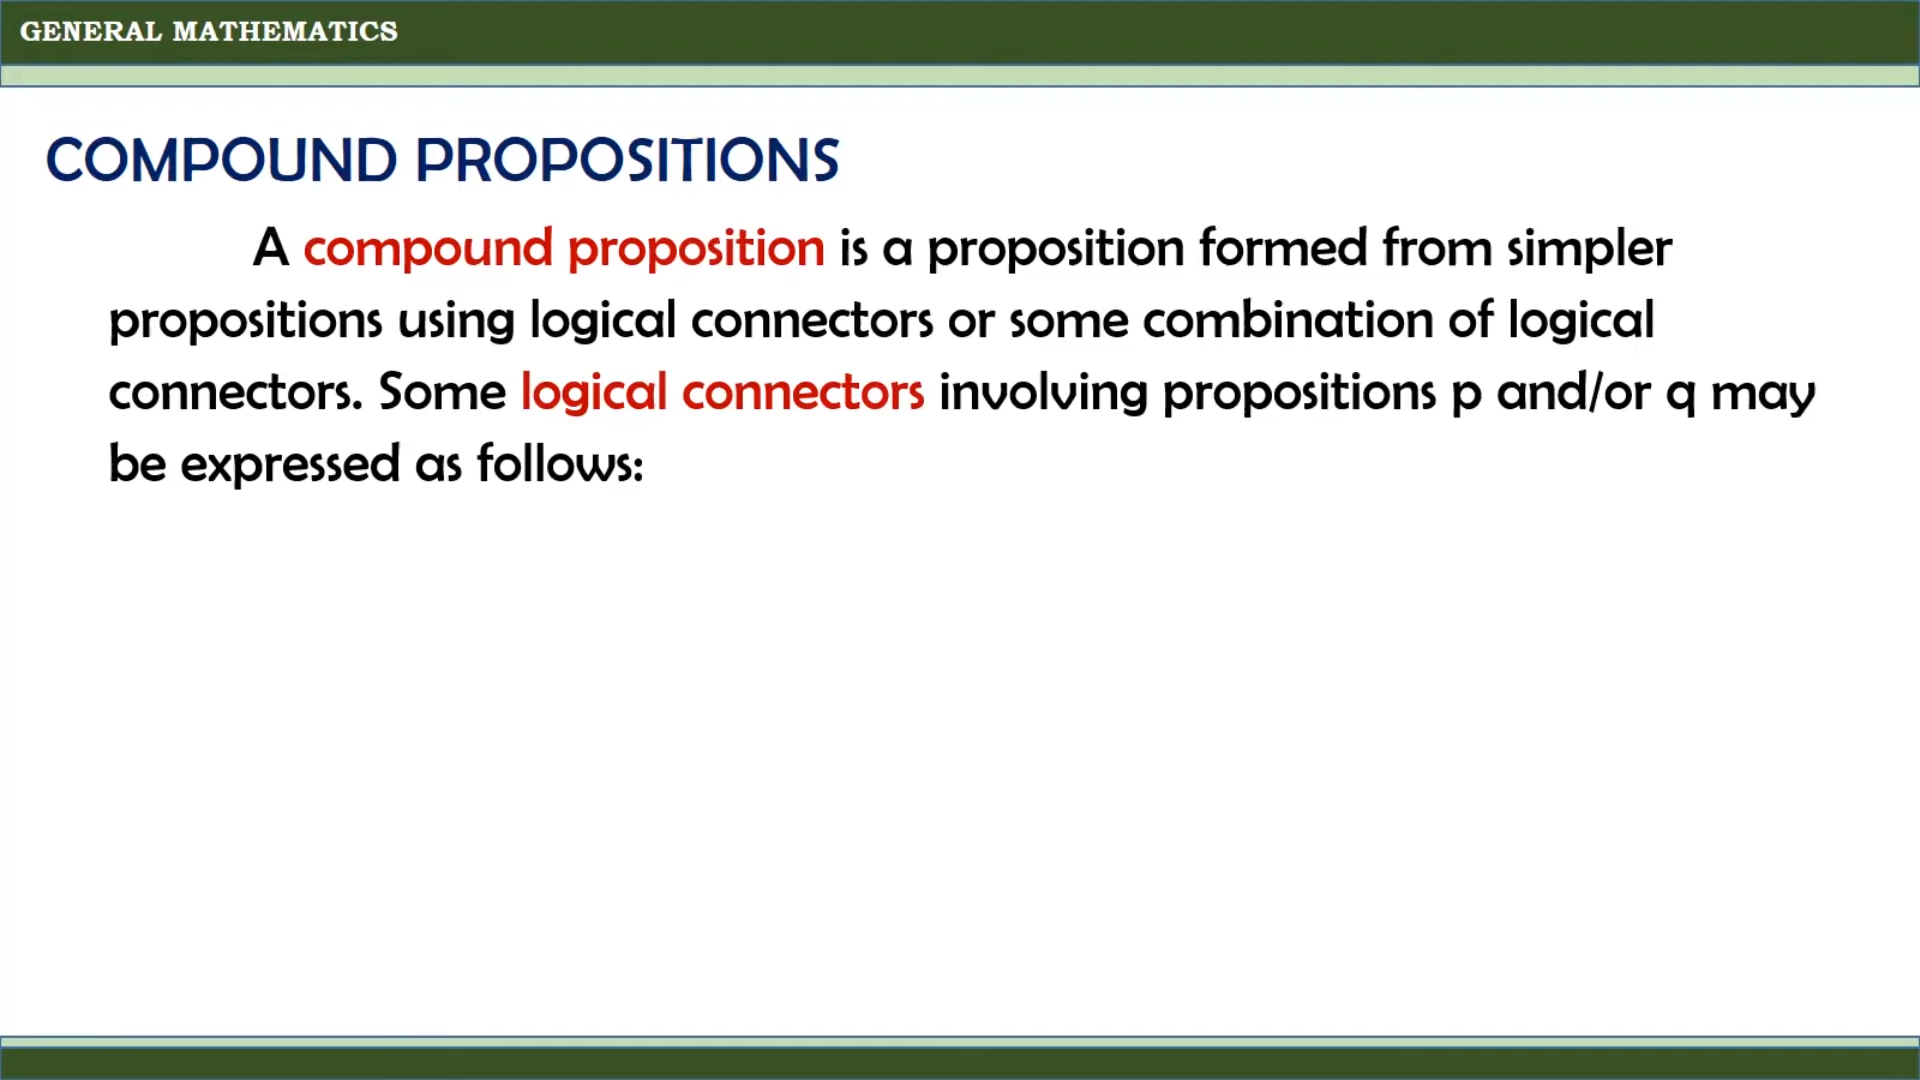 GENERAL MATHEMATICS
COMPOUND PROPOSITIONS
A compound proposition is a proposition formed from simpler
propositions using logical connectors or some combination of logical
connectors. Some logical connectors involving propositions p and/or q may
be expressed as follows: